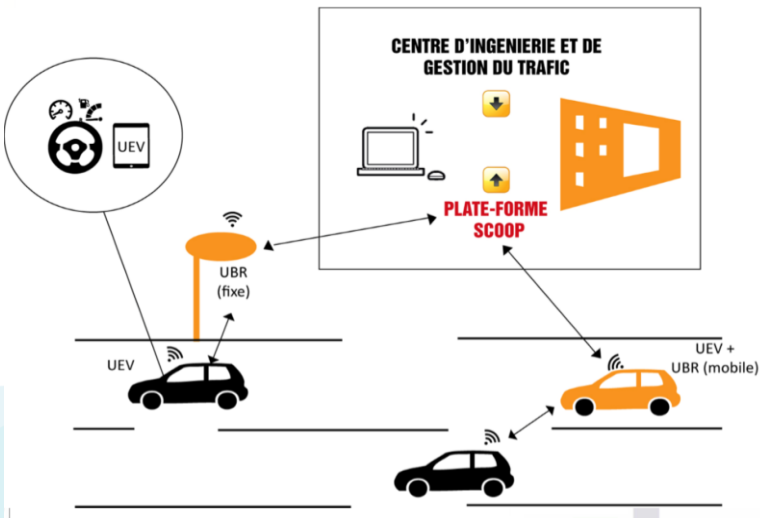 CENTRE D'INGENIERIE ET DE
GESTION DU TRAFIC
UEV
PLATE-FORME
SCOOP
UBR
(fixe)
UEV
UEV +
UBR (mobile)